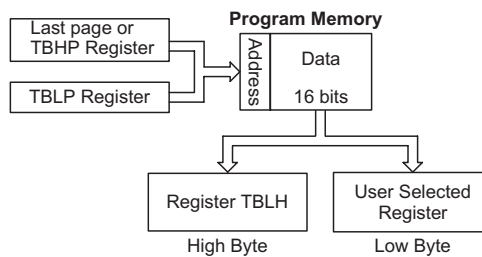 Program Memory
Last page or
TBHP Register
TBLP Register
Address
Data
16 bits
Register TBLH
High Byte
User Selected
Register
Low Byte